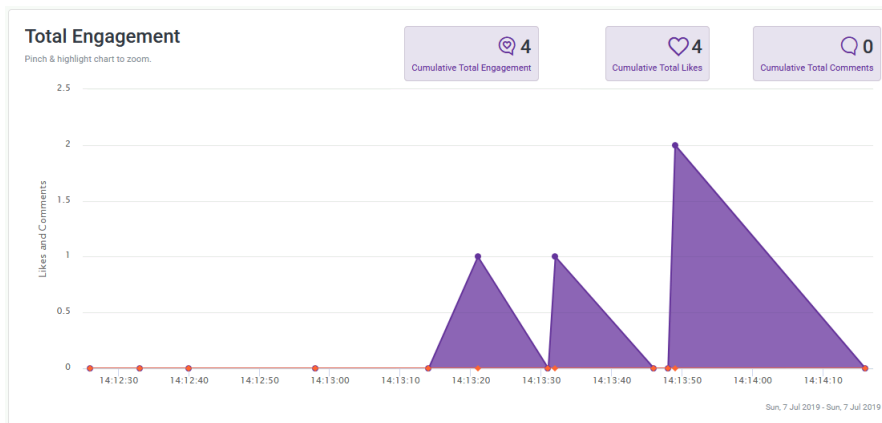 Total Engagement
Pinch & highlight chart to zoom.
4
Cumulative Total Engagement
4
Cumulative Total Likes
0
Cumulative Total Comments
Likes and Comments
2.5
2
1.5
1
0.5
0
14:12:30 14:12:40 14:12:50 14:13:00 14:13:10 14:13:20 14:13:30 14:13:40 14:13:50 14:14:00 14:14:10
Sun, 7 Jul 2019 - Sun, 7 Jul 2019